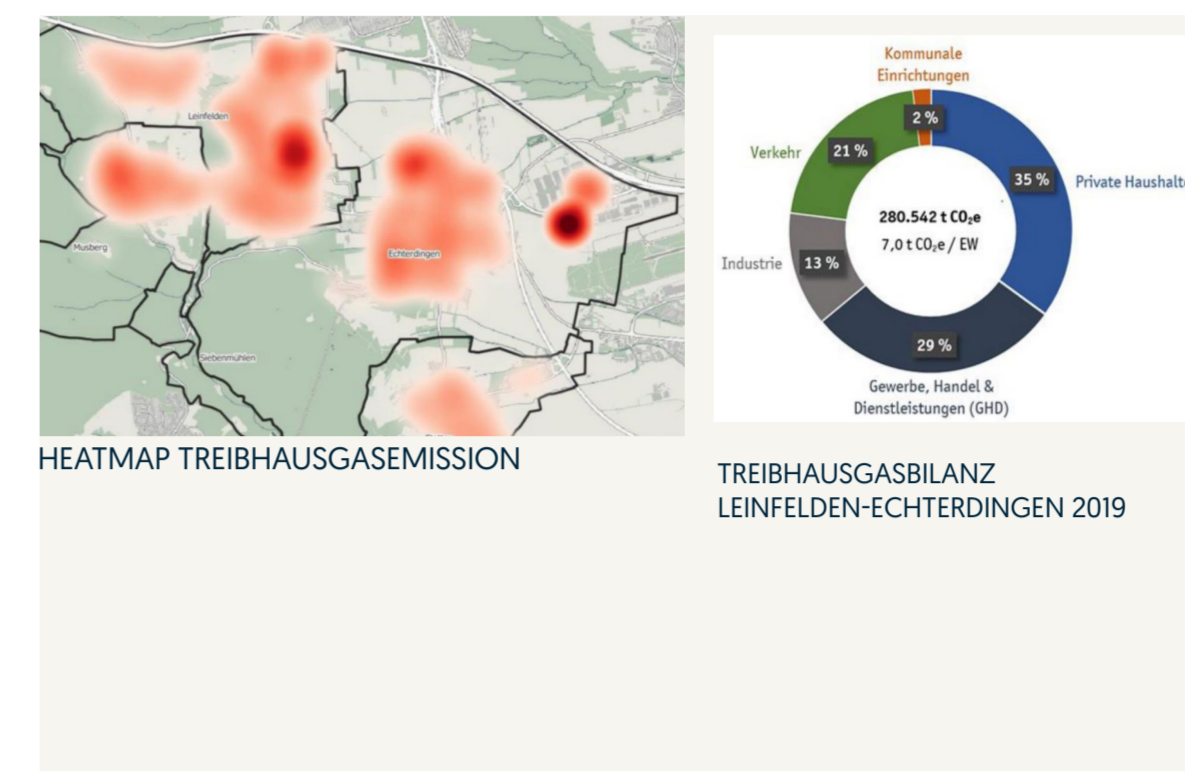 Leinfelden
Musberg
Echterdingen
Siebenmühlen
HEATMAP TREIBHAUSGASEMISSION
Kommunale
Einrichtungen
2 %
Verkehr
21 %
35 %
Private Haushalte
280.542 t CO₂e
7,0 t CO₂e / EW
Industrie
13 %
29 %
Gewerbe, Handel &
Dienstleistungen (GHD)
TREIBHAUSGASBILANZ
LEINFELDEN-ECHTERDINGEN 2019